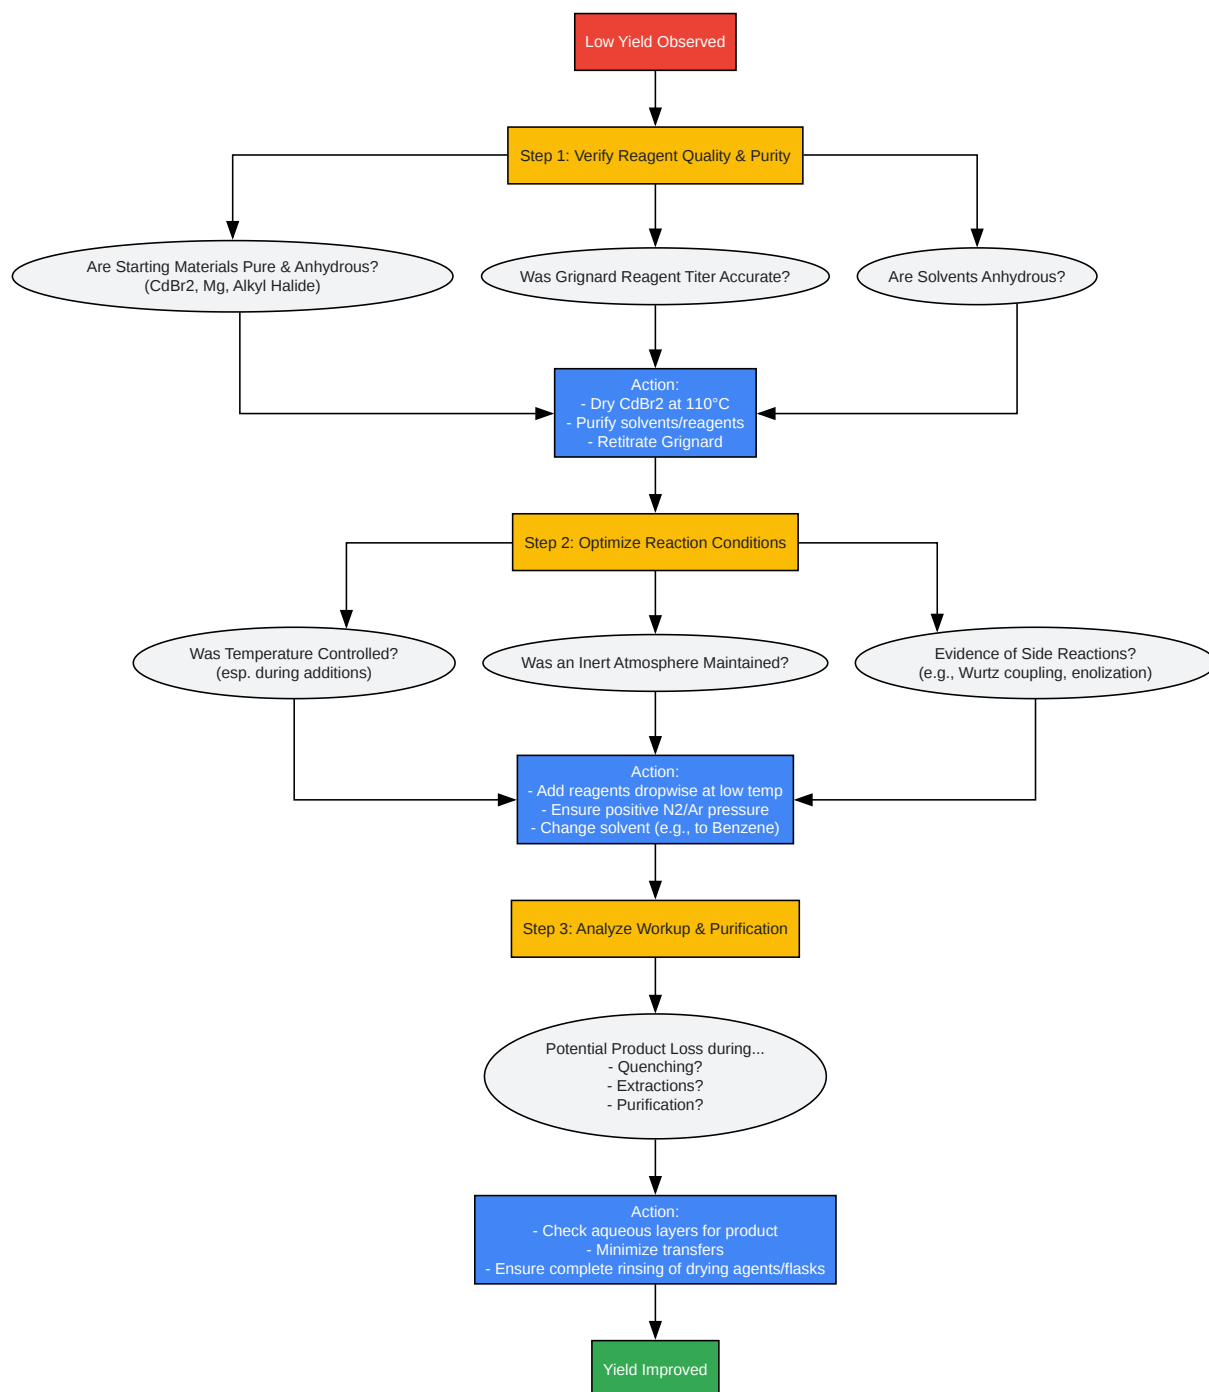 Low Yield Observed
Step 1: Verify Reagent Quality & Purity
Are Starting Materials Pure & Anhydrous?
(CdBr2, Mg, Alkyl Halide)
Was Grignard Reagent Titer Accurate?
Are Solvents Anhydrous?
Action:
- Dry CdBr2 at 110°C
- Purify solvents/reagents
- Retitrate Grignard
Step 2: Optimize Reaction Conditions
Was Temperature Controlled?
(esp. during additions)
Was an Inert Atmosphere Maintained?
Evidence of Side Reactions?
(e.g., Wurtz coupling, enolization)
Action:
- Add reagents dropwise at low temp
- Ensure positive N2/Ar pressure
- Change solvent (e.g., to Benzene)
Step 3: Analyze Workup & Purification
Potential Product Loss during...
- Quenching?
- Extractions?
- Purification?
Action:
- Check aqueous layers for product
- Minimize transfers
- Ensure complete rinsing of drying agents/flasks
Yield Improved